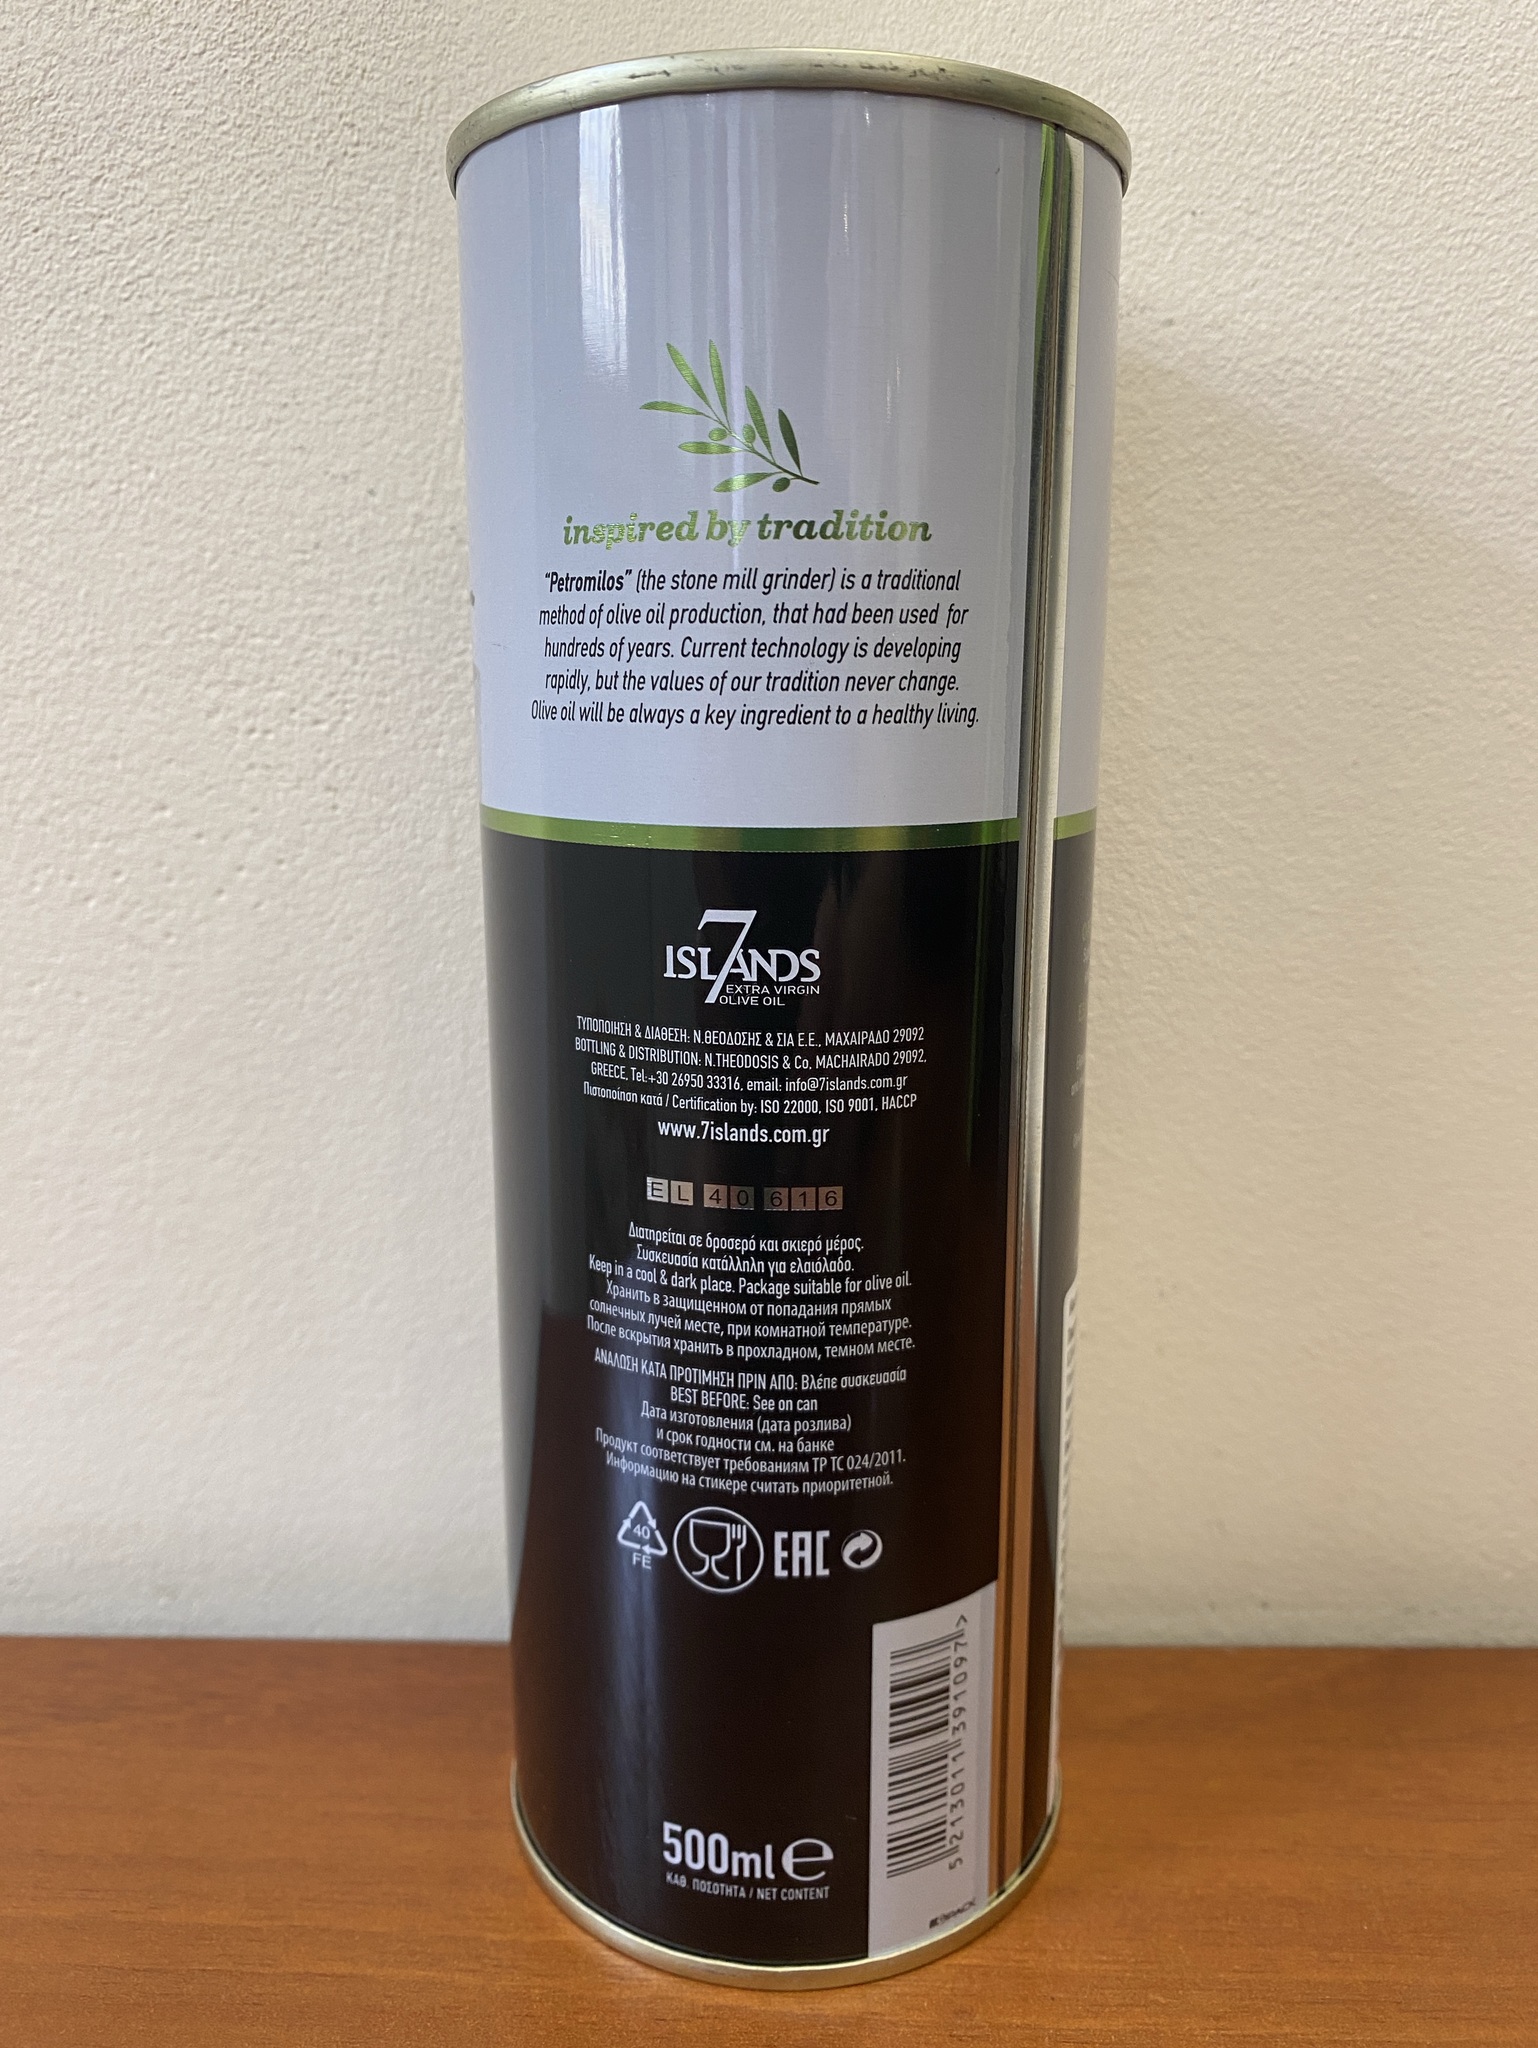 inspired by tradition
“Petromilos” (the stone mill grinder) is a traditional
method of olive oil production, that had been used for
hundreds of years. Current technology is developing
rapidly, but the values of our tradition never change.
Olive oil will be always a key ingredient to a healthy living.
7
ISLANDS
EXTRA VIRGIN
OLIVE OIL
ΤΥΠΟΠΟΙΗΣΗ & ΔΙΑΘΕΣΗ: Ν.ΘΕΟΔΟΣΗΣ & ΣΙΑ Ε.Ε., ΜΑΧΑΙΡΑΔΟ 29092
BOTTLING & DISTRIBUTION: N.THEODOSIS & Co, MACHAIRADO 29092,
GREECE, Tel.:+30 26950 33316, email: info@7islands.com.gr
Πιστοποίηση κατά / Certification by: ISO 22000, ISO 9001, HACCP
www.7islands.com.gr
EL 40 616
Διατηρείται σε δροσερό και σκιερό μέρος.
Συσκευασία κατάλληλη για ελαιόλαδο.
Keep in a cool & dark place. Package suitable for olive oil.
Хранить в защищенном от попадания прямых
солнечных лучей месте, при комнатной температуре.
После вскрытия хранить в прохладном, темном месте.
ΑΝΑΛΩΣΗ ΚΑΤΑ ΠΡΟΤΙΜΗΣΗ ΠΡΙΝ ΑΠΟ: Βλέπε συσκευασία
BEST BEFORE: See on can
Дата изготовления (дата розлива)
и срок годности см. на банке
Продукт соответствует требованиям ТР ТС 024/2011.
Информацию на стикере считать приоритетной.
40
FE
EAC
5 213011 391097 >
500ml e
ΚΑΘ. ΠΟΣΟΤΗΤΑ / NET CONTENT